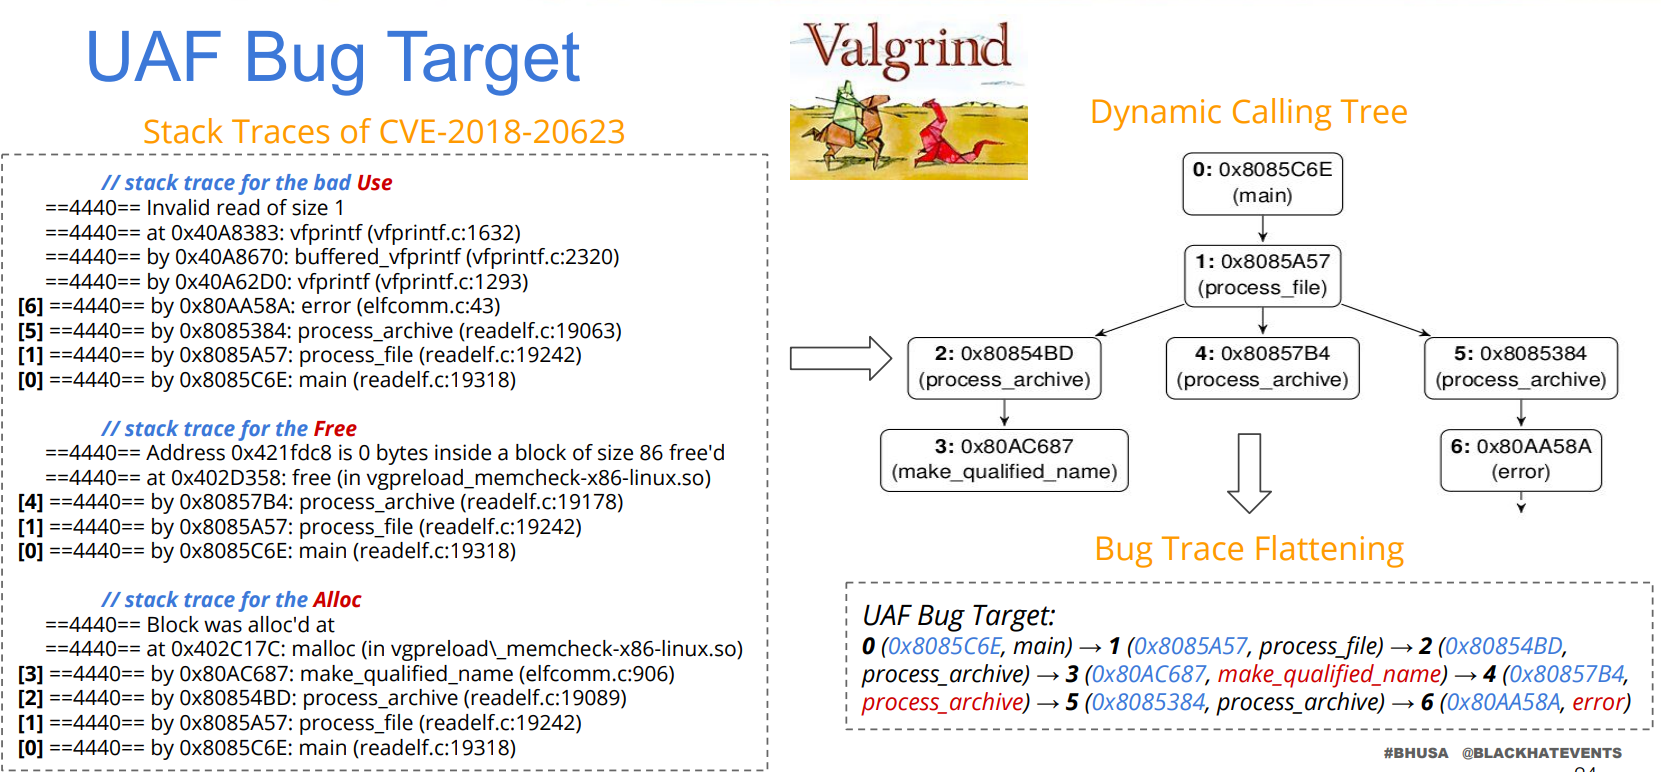 UAF Bug Target
Stack Traces of CVE-2018-20623
// stack trace for the bad Use
==4440== Invalid read of size 1
==4440== at 0x40A8383: vfprintf (vfprintf.c:1632)
==4440== by 0x40A8670: buffered_vfprintf (vfprintf.c:2320)
==4440== by 0x40A62D0: vfprintf (vfprintf.c:1293)
[6] ==4440== by 0x80AA58A: error (elfcomm.c:43)
[5] ==4440== by 0x8085384: process_archive (readelf.c:19063)
[1] ==4440== by 0x8085A57: process_file (readelf.c:19242)
[0] ==4440== by 0x8085C6E: main (readelf.c:19318)
// stack trace for the Free
==4440== Address 0x421fdc8 is 0 bytes inside a block of size 86 free'd
==4440== at 0x402D358: free (in vgpreload_memcheck-x86-linux.so)
[4] ==4440== by 0x80857B4: process_archive (readelf.c:19178)
[1] ==4440== by 0x8085A57: process_file (readelf.c:19242)
[0] ==4440== by 0x8085C6E: main (readelf.c:19318)
// stack trace for the Alloc
==4440== Block was alloc'd at
==4440== at 0x402C17C: malloc (in vgpreload\_memcheck-x86-linux.so)
[3] ==4440== by 0x80AC687: make_qualified_name (elfcomm.c:906)
[2] ==4440== by 0x80854BD: process_archive (readelf.c:19089)
[1] ==4440== by 0x8085A57: process_file (readelf.c:19242)
[0] ==4440== by 0x8085C6E: main (readelf.c:19318)
Valgrind
Dynamic Calling Tree
0: 0x8085C6E
(main)
1: 0x8085A57
(process_file)
2: 0x80854BD
(process_archive)
4: 0x80857B4
(process_archive)
5: 0x8085384
(process_archive)
3: 0x80AC687
(make_qualified_name)
6: 0x80AA58A
(error)
Bug Trace Flattening
UAF Bug Target:
0 (0x8085C6E, main) → 1 (0x8085A57, process_file) → 2 (0x80854BD,
process_archive) → 3 (0x80AC687, make_qualified_name) → 4 (0x80857B4,
process_archive) → 5 (0x8085384, process_archive) → 6 (0x80AA58A, error)
#BHUSA @BLACKHATEVENTS